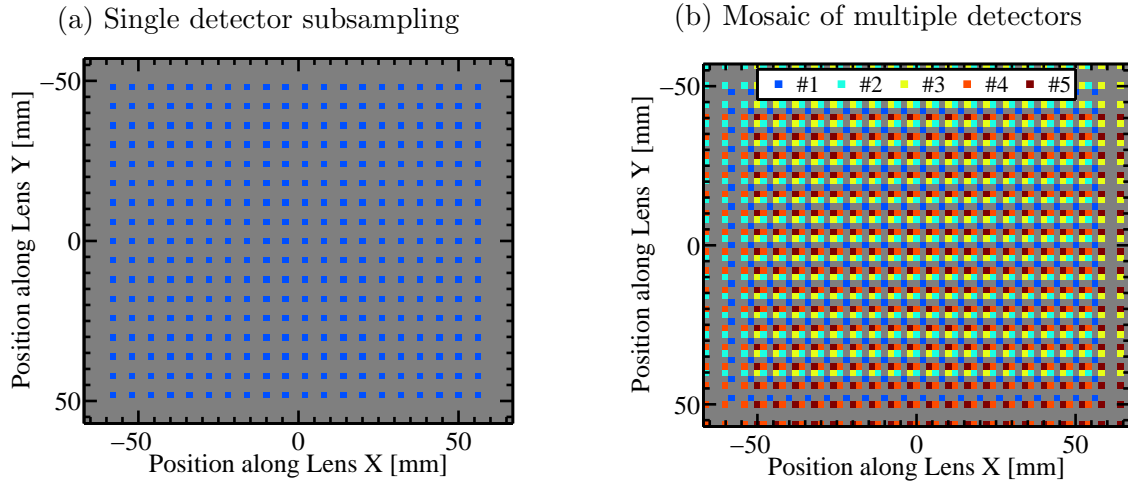 (a) Single detector subsampling
(b) Mosaic of multiple detectors
Position along Lens Y [mm]
−50
0
50
−50 0 50
Position along Lens X [mm]
#1 #2 #3 #4 #5
Position along Lens Y [mm]
−50
0
50
−50 0 50
Position along Lens X [mm]